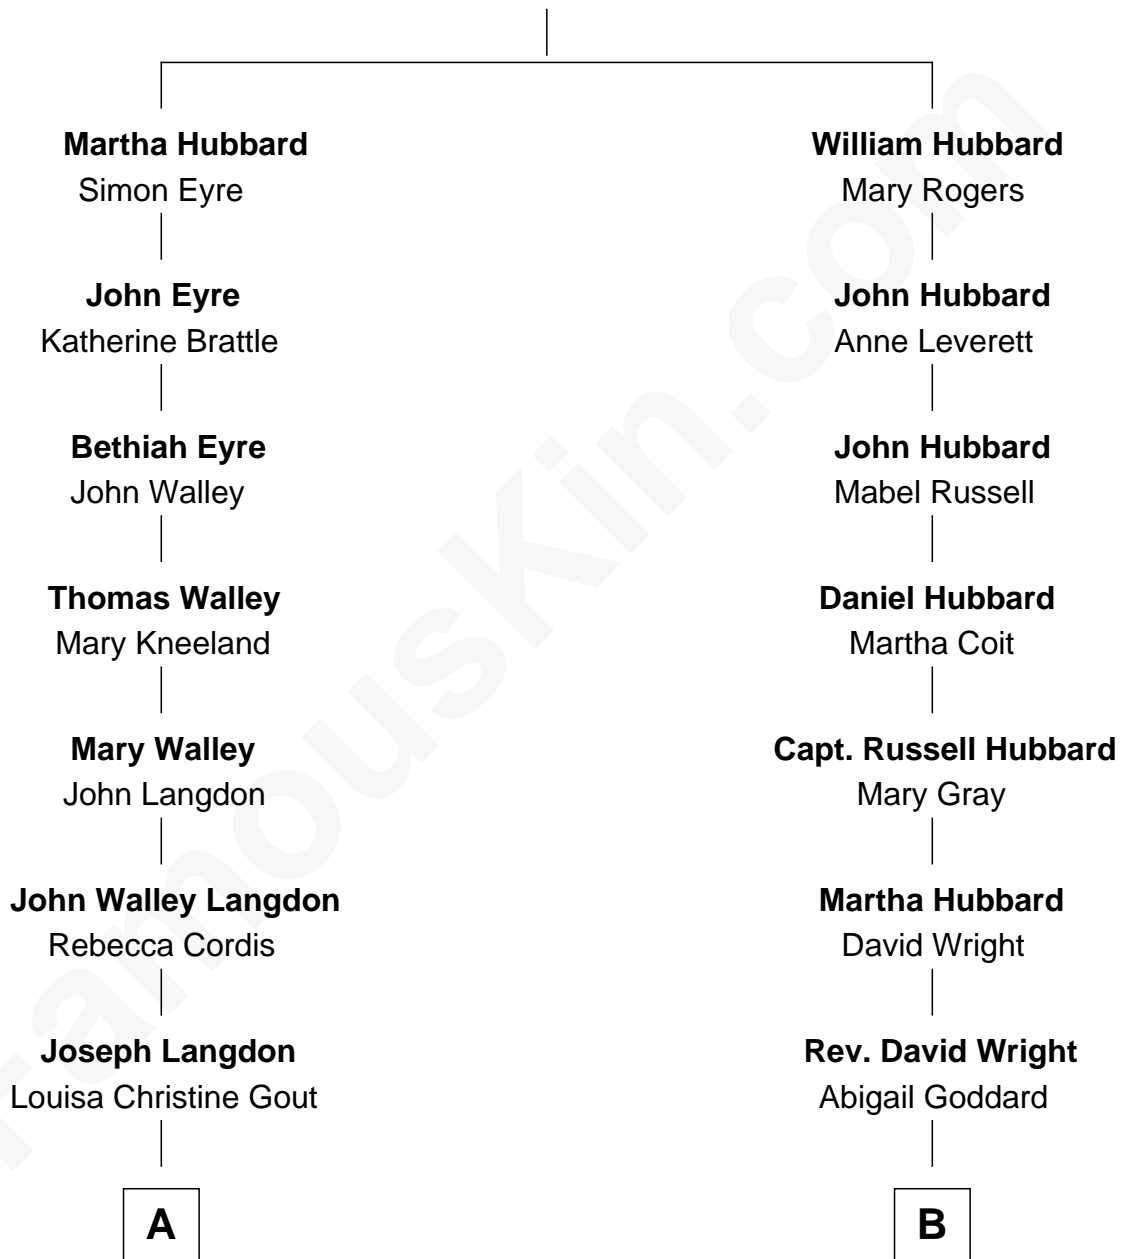 Martha Hubbard
Simon Eyre
John Eyre
Katherine Brattle
Bethiah Eyre
John Walley
Thomas Walley
Mary Kneeland
Mary Walley
John Langdon
John Walley Langdon
Rebecca Cordis
Joseph Langdon
Louisa Christine Gout
A
William Hubbard
Mary Rogers
John Hubbard
Anne Leverett
John Hubbard
Mabel Russell
Daniel Hubbard
Martha Coit
Capt. Russell Hubbard
Mary Gray
Martha Hubbard
David Wright
Rev. David Wright
Abigail Goddard
B
FamousKin.com